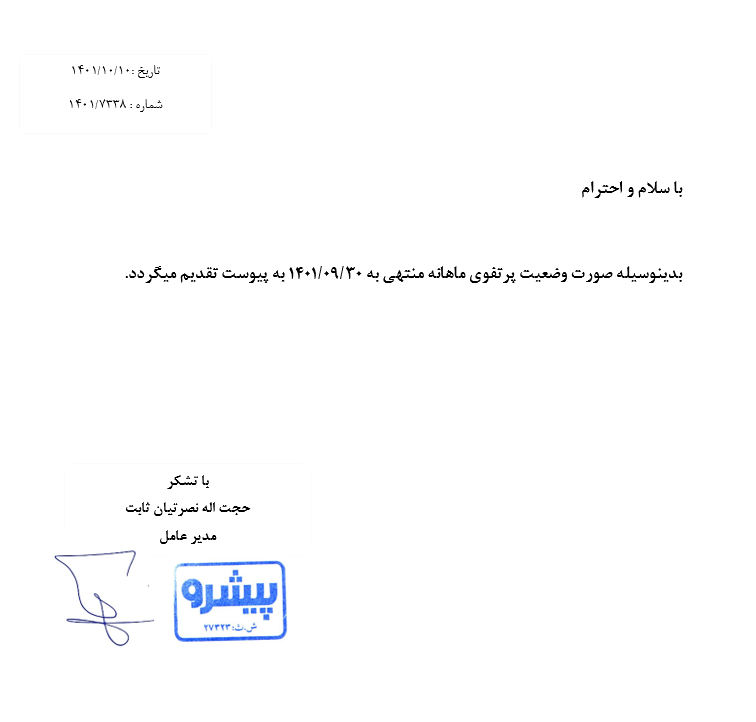 تاریخ :۱۴۰۱/۱۰/۱۰
شماره : ۱۴۰۱/۷۳۳۸
با سلام و احترام
بدینوسیله صورت وضعیت پرتفوی ماهانه منتهی به ۱۴۰۱/۰۹/۳۰ به پیوست تقدیم میگردد.
با تشکر
حجت اله نصرتیان ثابت
مدیر عامل
پیشرو
ش.ث: ۲۷۳۲۳